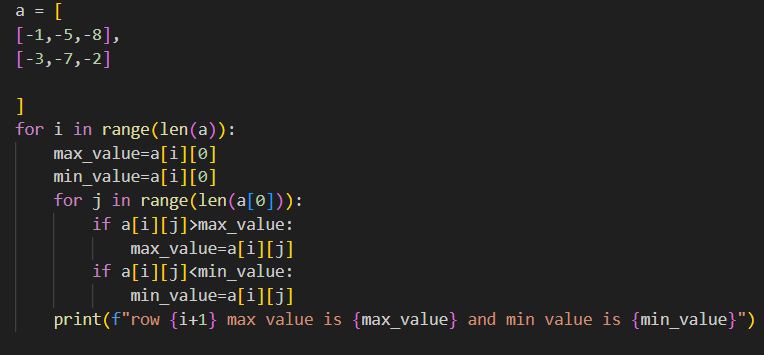 a = [
[-1,-5,-8],
[-3,-7,-2]
]
for i in range(len(a)):
    max_value=a[i][0]
    min_value=a[i][0]
    for j in range(len(a[0])):
        if a[i][j]>max_value:
            max_value=a[i][j]
        if a[i][j]<min_value:
            min_value=a[i][j]
    print(f"row {i+1} max value is {max_value} and min value is {min_value}")